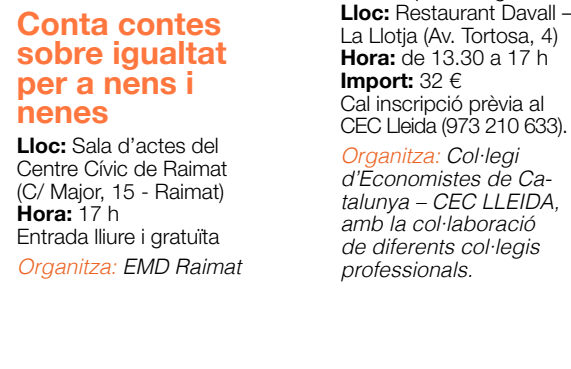 Conta contes
sobre igualtat
per a nens i
nenes
Lloc: Sala d'actes del
Centre Cívic de Raimat
(C/ Major, 15 - Raimat)
Hora: 17 h
Entrada lliure i gratuïta
Organitza: EMD Raimat
Lloc: Restaurant Davall –
La Llotja (Av. Tortosa, 4)
Hora: de 13.30 a 17 h
Import: 32 €
Cal inscripció prèvia al
CEC Lleida (973 210 633).
Organitza: Col·legi
d'Economistes de Ca-
talunya – CEC LLEIDA,
amb la col·laboració
de diferents col·legis
professionals.